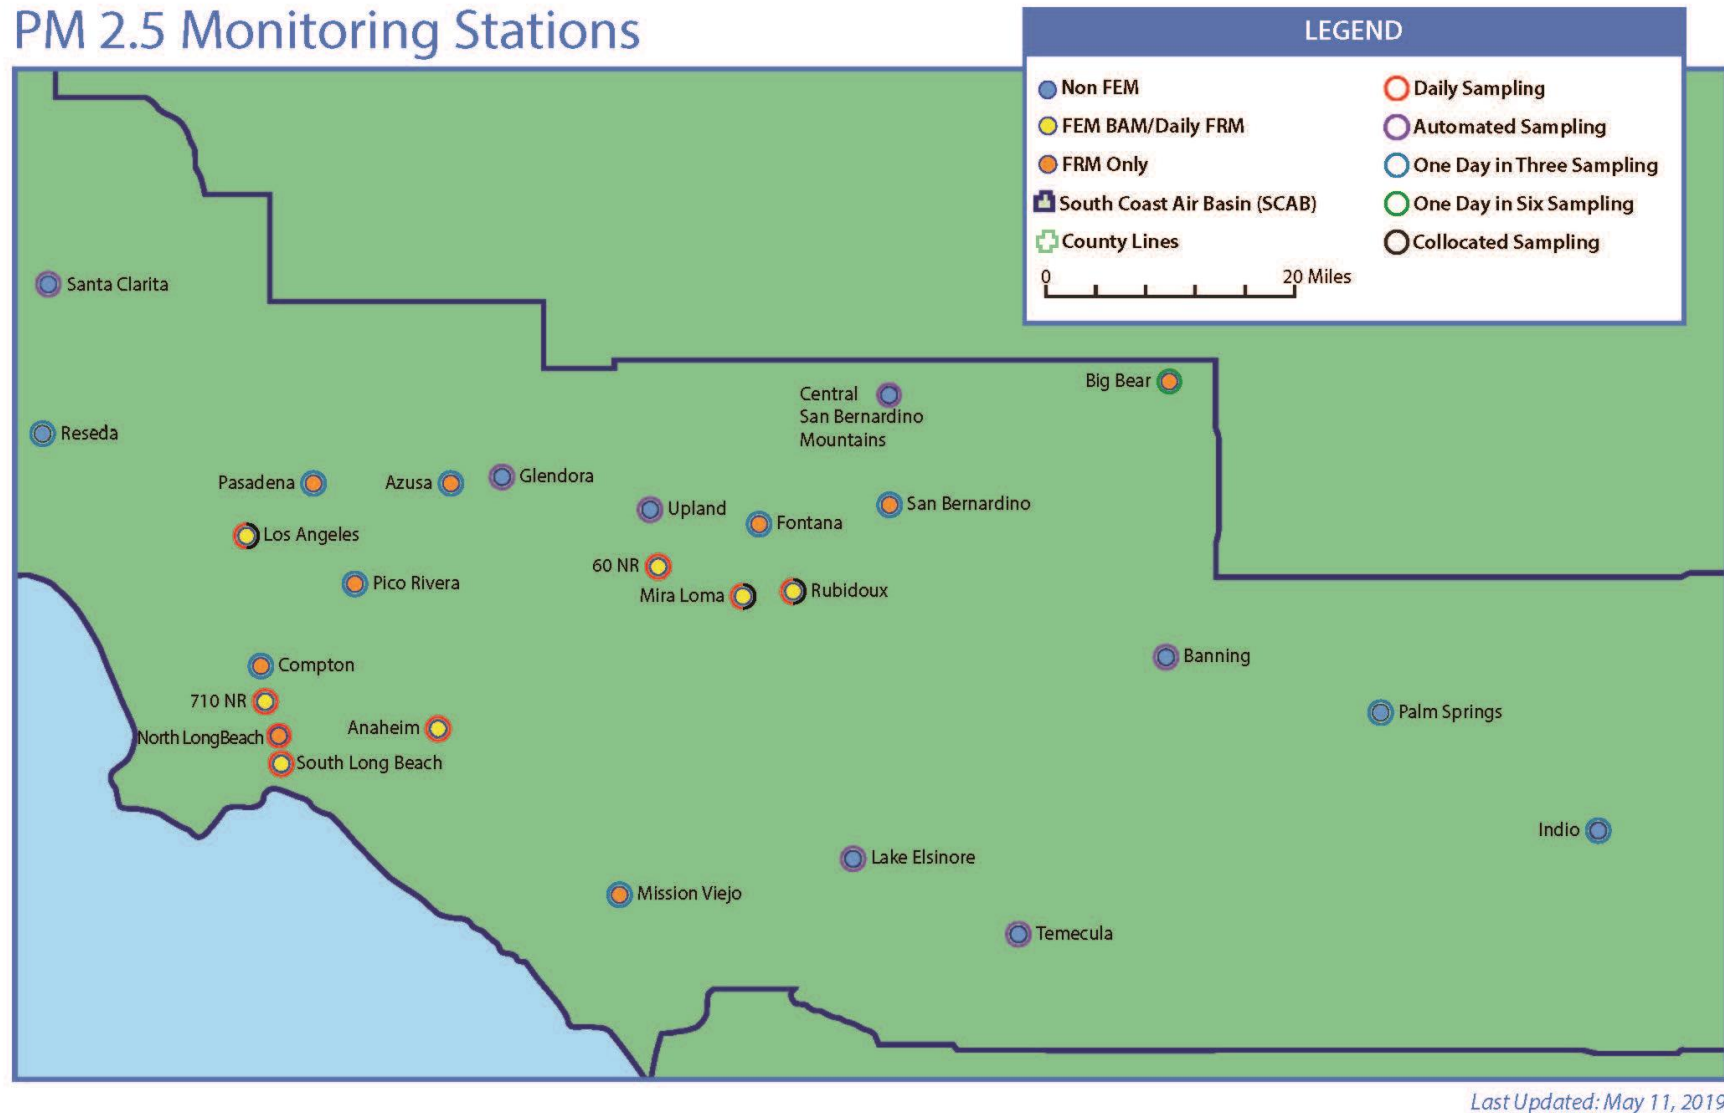 PM 2.5 Monitoring Stations
LEGEND
Non FEM
FEM BAM/Daily FRM
FRM Only
South Coast Air Basin (SCAB)
County Lines
0 20 Miles
Daily Sampling
Automated Sampling
One Day in Three Sampling
One Day in Six Sampling
Collocated Sampling
Santa Clarita
Big Bear
Central
San Bernardino
Mountains
Reseda
Pasadena
Azusa
Glendora
Upland
Fontana
San Bernardino
Los Angeles
60 NR
Pico Rivera
Mira Loma
Rubidoux
Compton
Banning
710 NR
Palm Springs
North LongBeach
Anaheim
South Long Beach
Indio
Lake Elsinore
Mission Viejo
Temecula
Last Updated: May 11, 2019